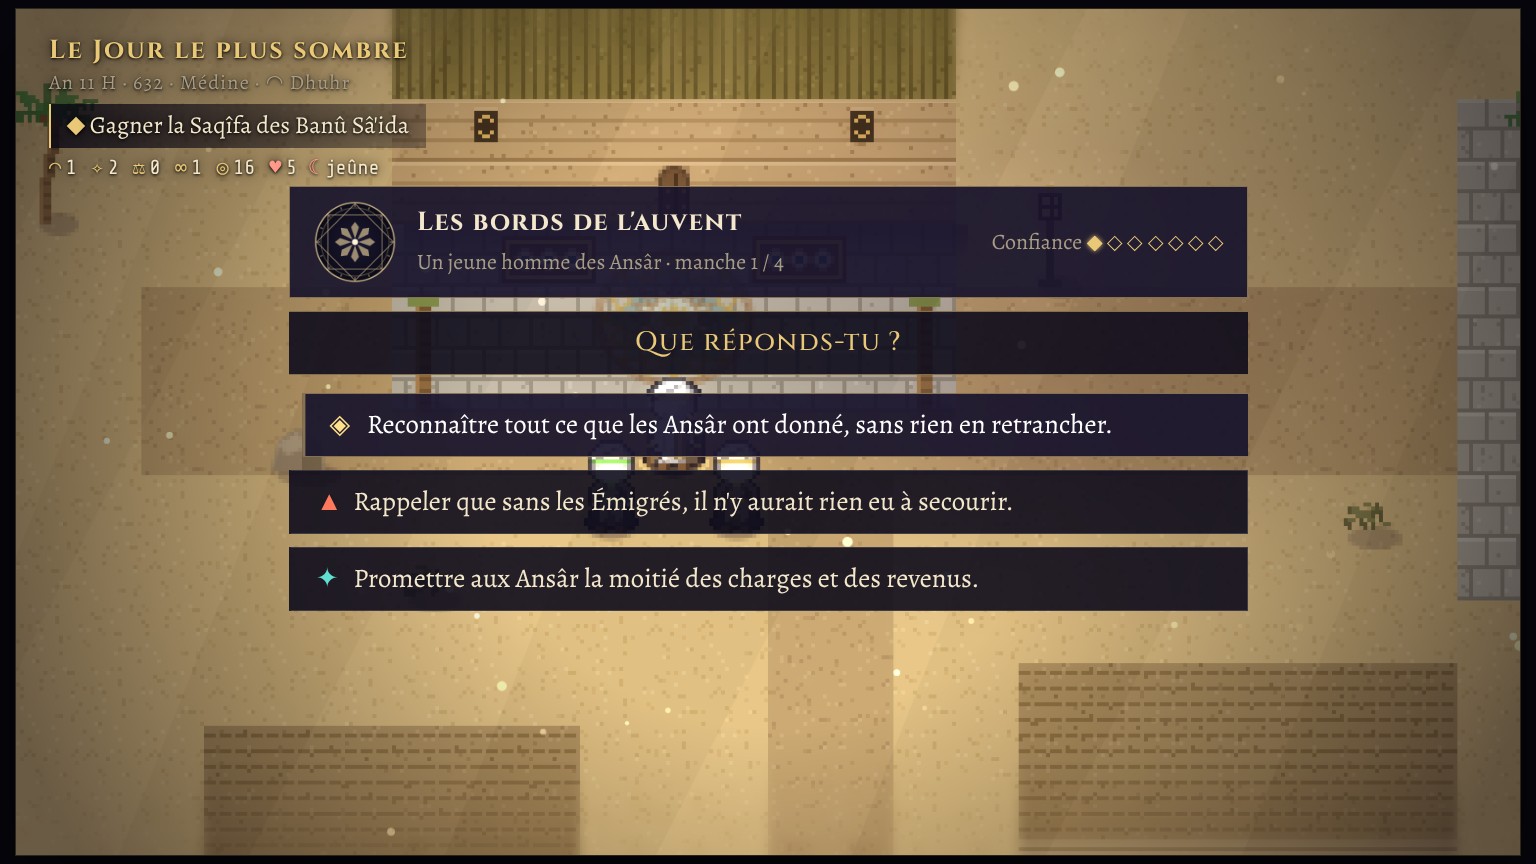 Le Jour le plus sombre
An 11 H · 632 · Médine · ◠ Dhuhr
◆ Gagner la Saqîfa des Banû Sâ'ida
◠1 ✧2 ⚖0 ∞1 ◎16 ♥5 ☾jeûne
Les bords de l'auvent
Un jeune homme des Ansâr · manche 1 / 4
Confiance ◆◇◇◇◇◇◇
Que réponds-tu ?
◈ Reconnaître tout ce que les Ansâr ont donné, sans rien en retrancher.
▲ Rappeler que sans les Émigrés, il n'y aurait rien eu à secourir.
✦ Promettre aux Ansâr la moitié des charges et des revenus.